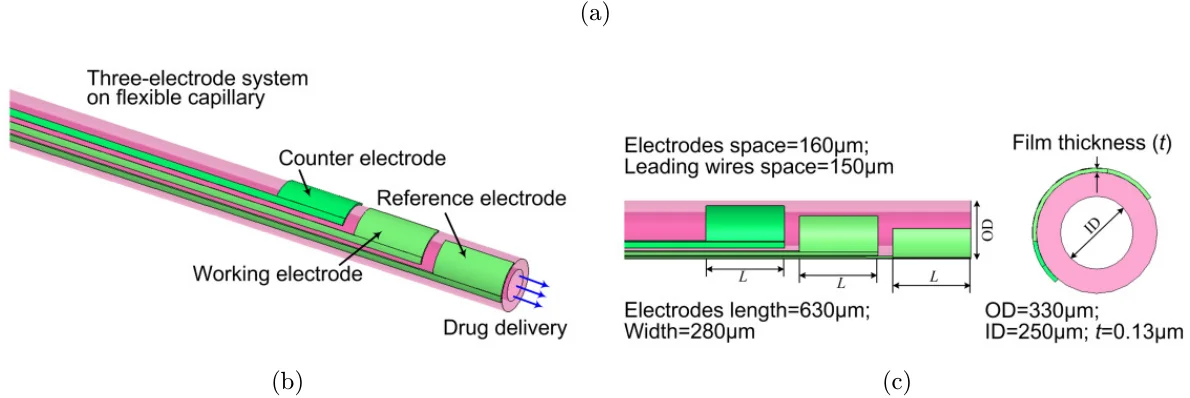 (a)
Three-electrode system
on flexible capillary
Counter electrode
Reference electrode
Working electrode
Drug delivery
(b)
Electrodes space=160µm;
Leading wires space=150µm
Film thickness (t)
OD
ID
L
L
L
Electrodes length=630µm;
Width=280µm
OD=330µm;
ID=250µm; t=0.13µm
(c)